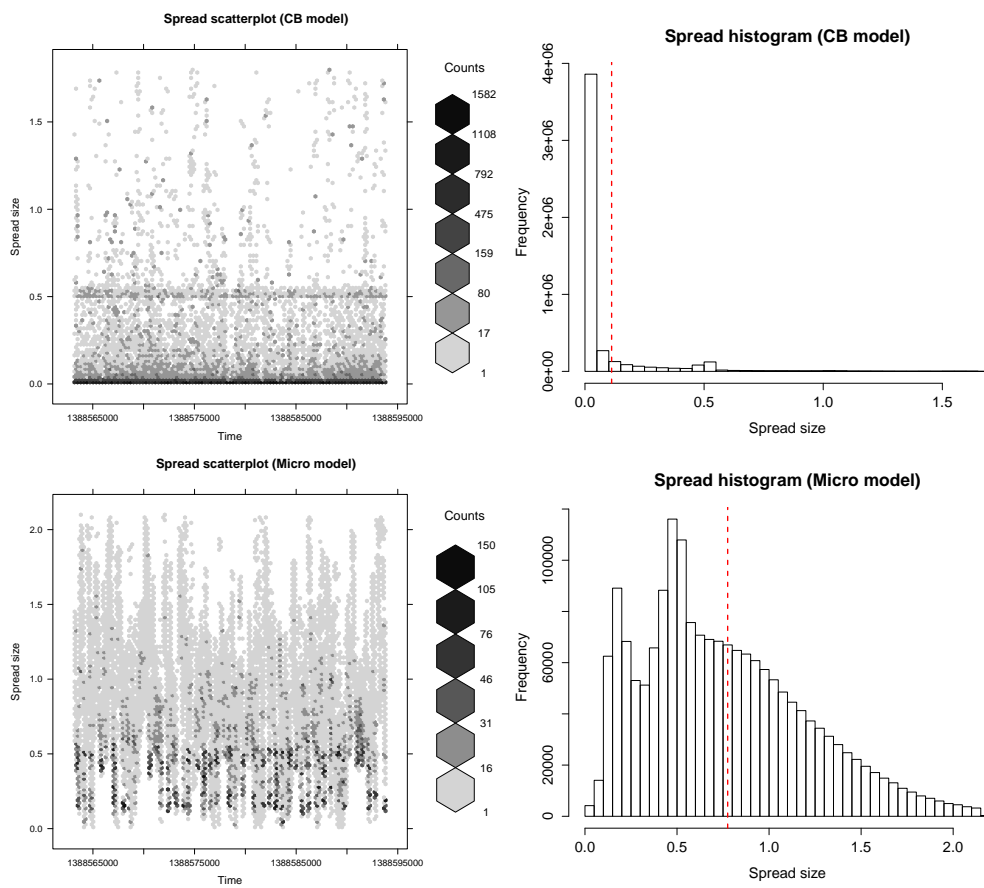 Spread scatterplot (CB model)
Spread size
1.5
1.0
0.5
0.0
1388565000
1388575000
1388585000
1388595000
Time
Counts
1582
1108
792
475
159
80
17
1
Spread histogram (CB model)
Frequency
4e+06
3e+06
2e+06
1e+06
0e+00
0.0
0.5
1.0
1.5
Spread size
Spread scatterplot (Micro model)
Spread size
2.0
1.5
1.0
0.5
0.0
1388565000
1388575000
1388585000
1388595000
Time
Counts
150
105
76
46
31
16
1
Spread histogram (Micro model)
Frequency
100000
60000
20000
0
0.0
0.5
1.0
1.5
2.0
Spread size